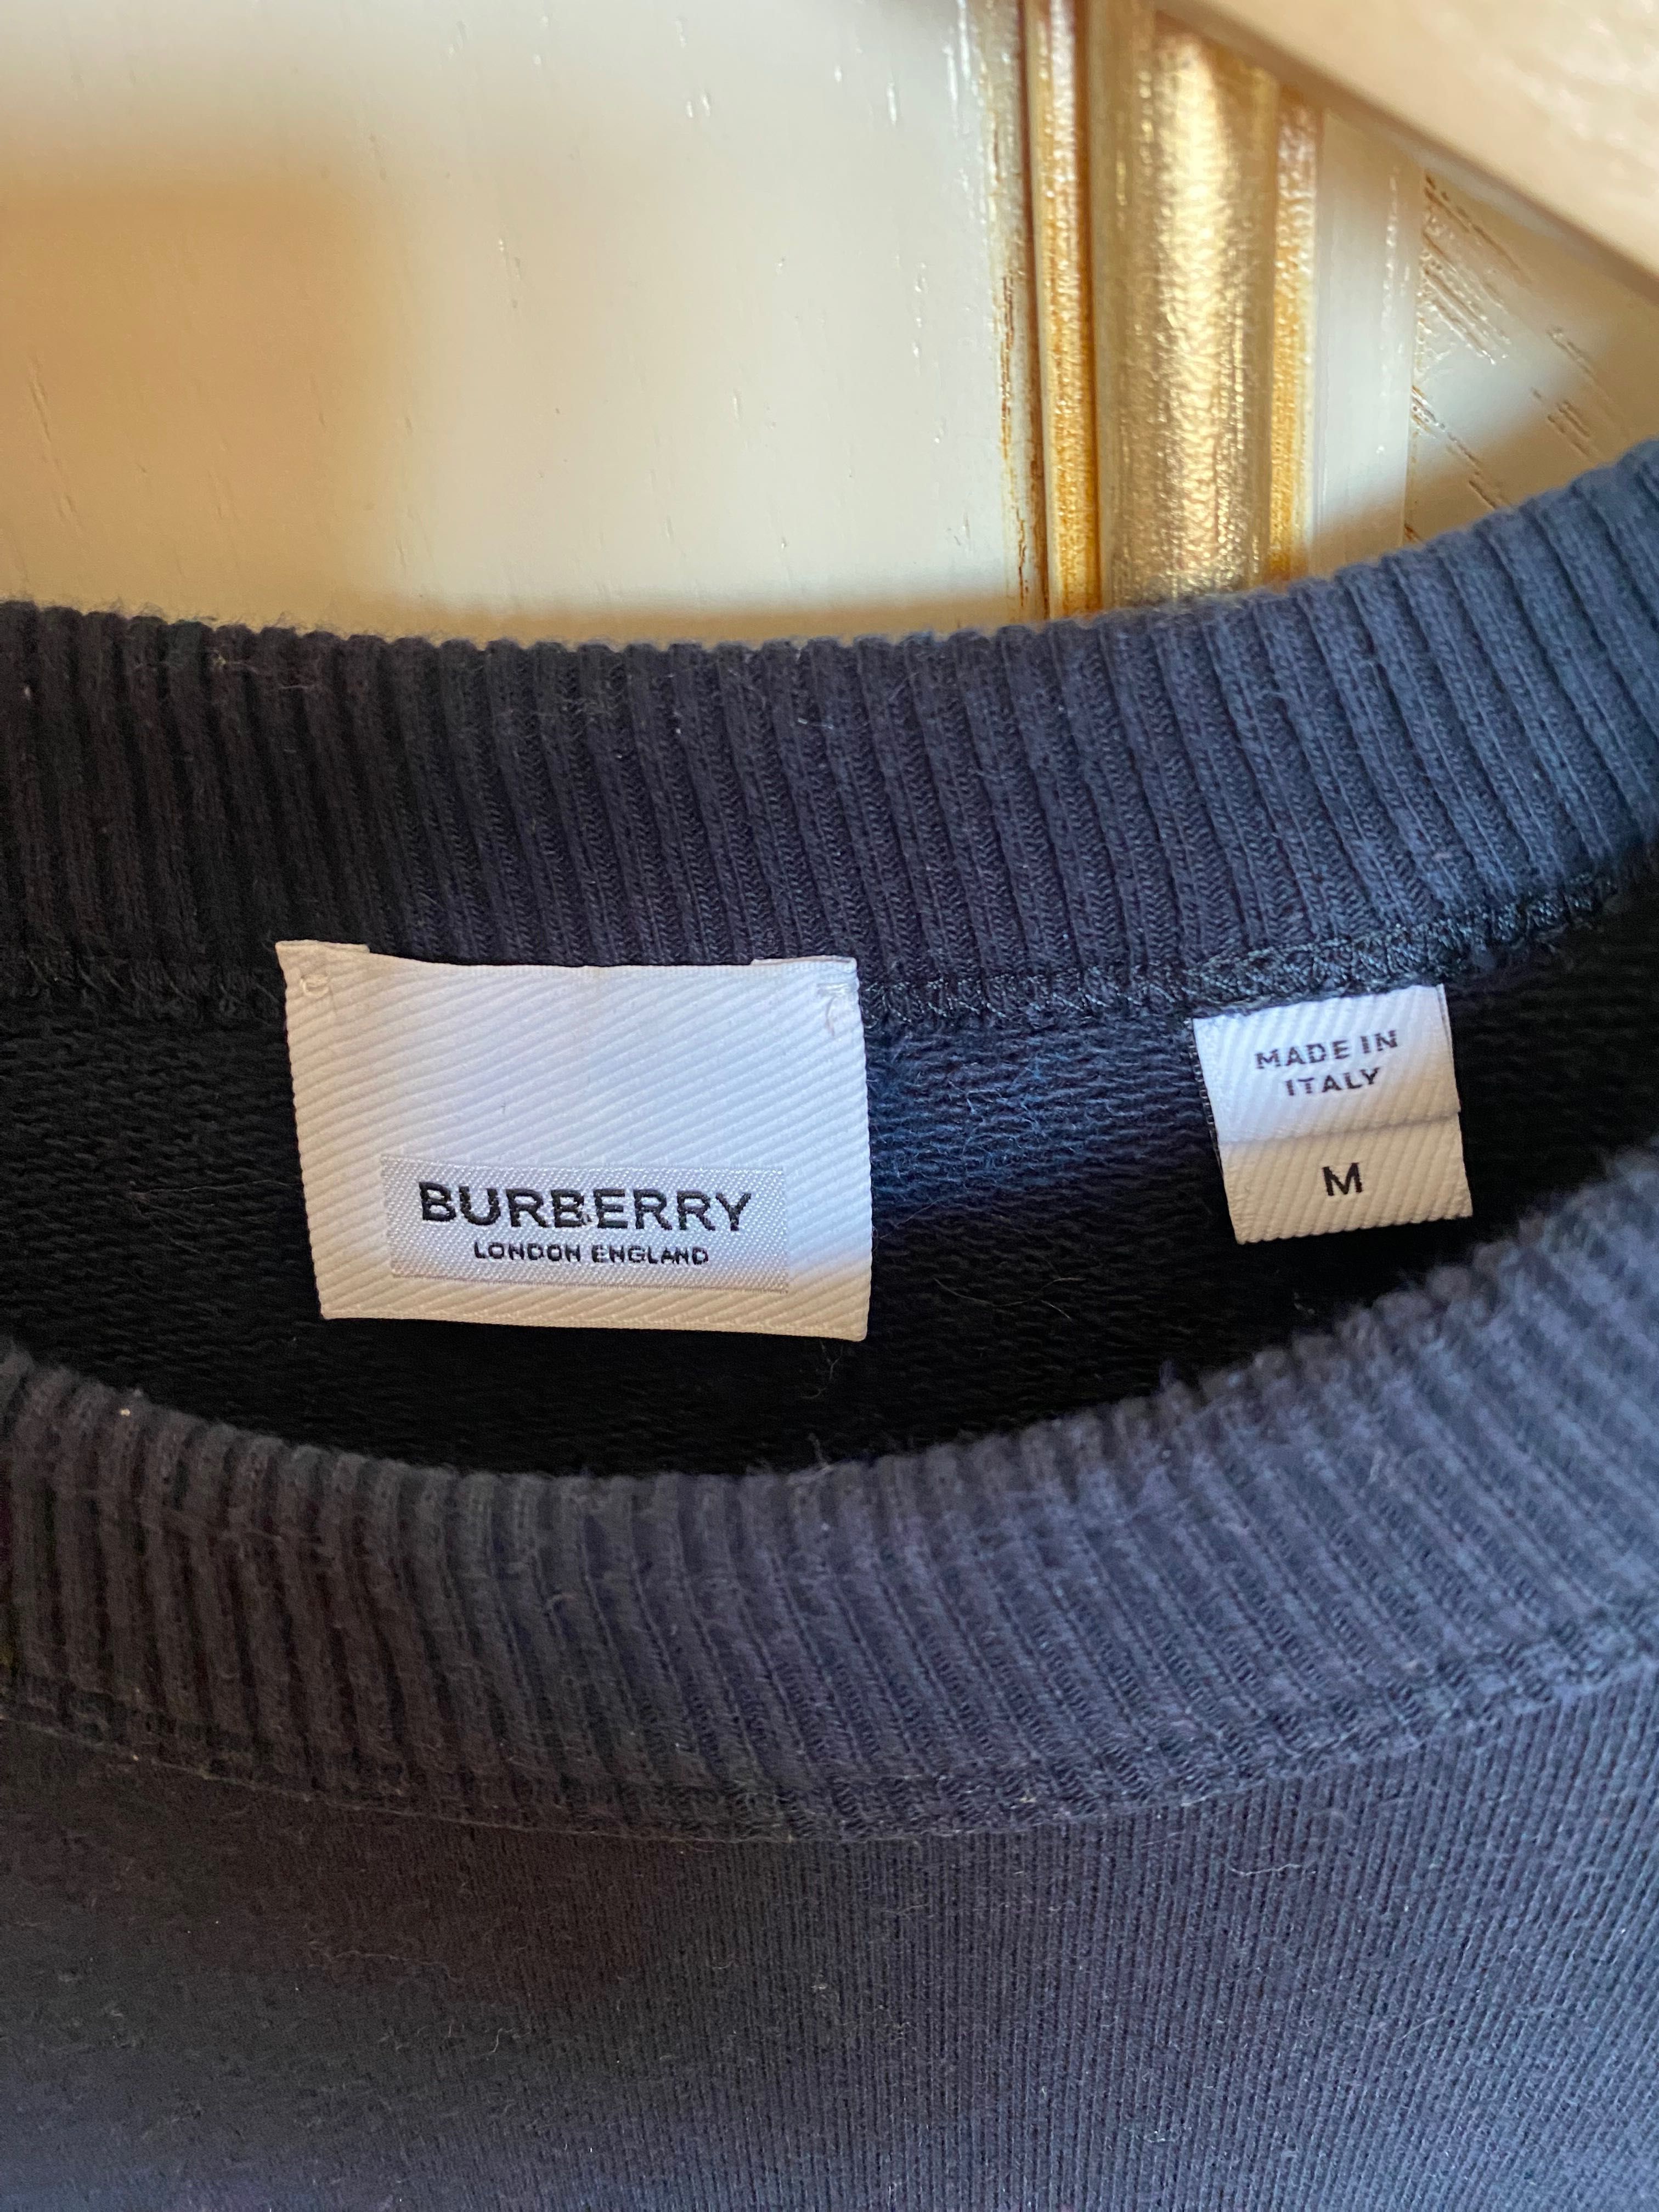 BURBERRY
LONDON ENGLAND
MADE IN
ITALY
M